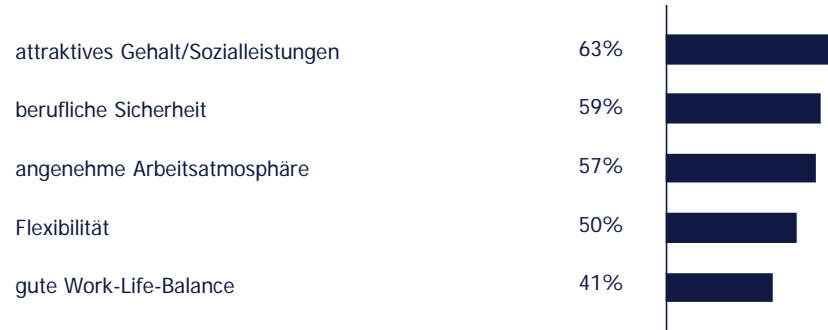 attraktives Gehalt/Sozialleistungen 63%
berufliche Sicherheit 59%
angenehme Arbeitsatmosphäre 57%
Flexibilität 50%
gute Work-Life-Balance 41%